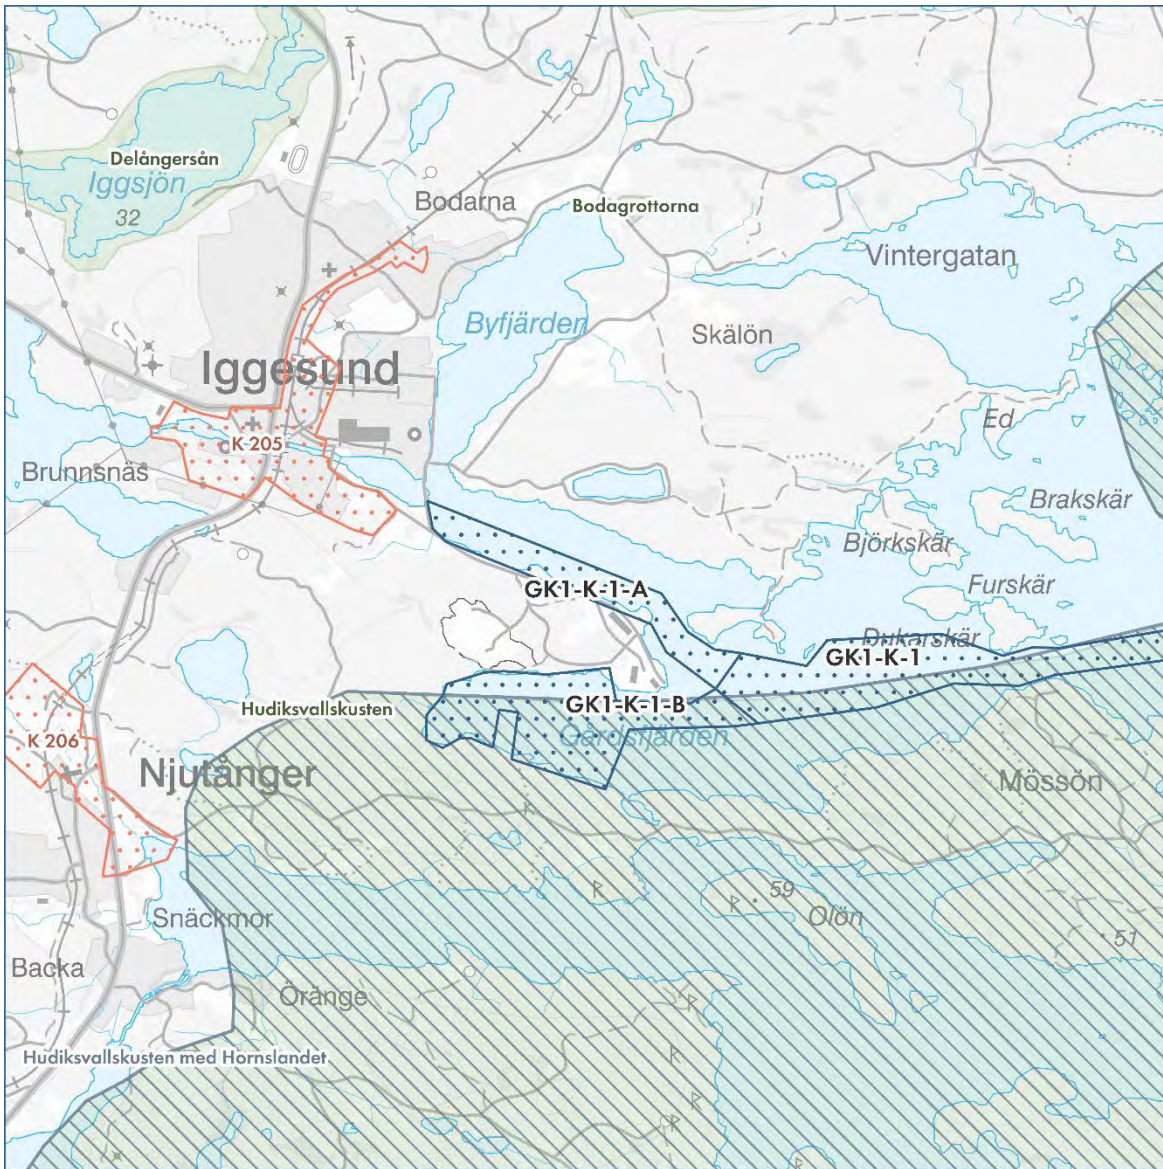 Delångersån
Iggsjön
32
Bodarna
Bodagrottorna
Vintergatan
Byfjärden
Skälön
Iggesund
Ed
K 205
Brunnsnäs
Brakskär
Björkskär
Furskär
GK1-K-1-A
Dukarskär
GK1-K-1
Hudiksvallskusten
GK1-K-1-B
Gårdsfjärden
K 206
Njutånger
Mössön
59
Olön
Snäckmor
51
Backa
Öränge
Hudiksvallskusten med Hornslandet